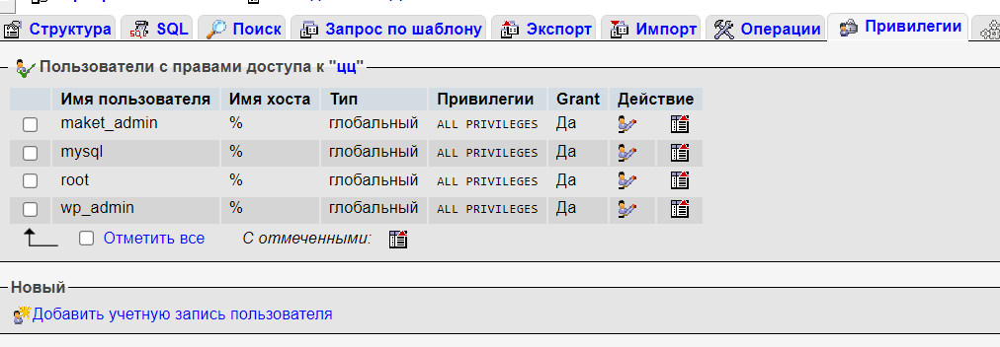 Структура SQL Поиск Запрос по шаблону Экспорт Импорт Операции Привилегии
Пользователи с правами доступа к "цц"
Имя пользователя Имя хоста Тип Привилегии Grant Действие
maket_admin % глобальный ALL PRIVILEGES Да
mysql % глобальный ALL PRIVILEGES Да
root % глобальный ALL PRIVILEGES Да
wp_admin % глобальный ALL PRIVILEGES Да
Отметить все С отмеченными:
Новый
Добавить учетную запись пользователя